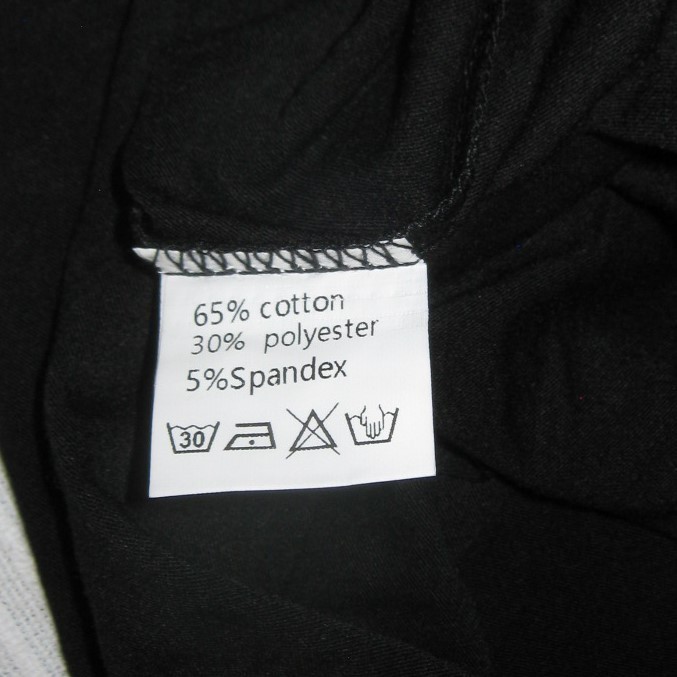 65% cotton
30% polyester
5%Spandex
30